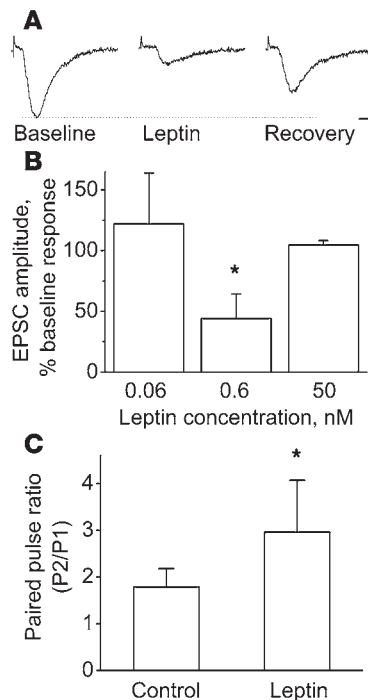 A
Baseline
Leptin
Recovery
B
EPSC amplitude,
% baseline response
150
100
50
0
*
0.06
0.6
50
Leptin concentration, nM
C
Paired pulse ratio
(P2/P1)
4
3
2
1
0
*
Control
Leptin